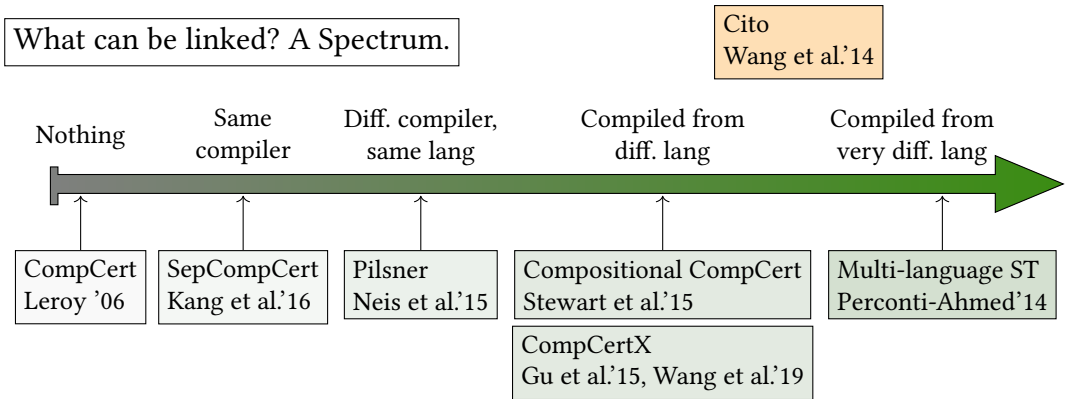 What can be linked? A Spectrum.
Cito
Wang et al.'14
Nothing
Same
compiler
Diff. compiler,
same lang
Compiled from
diff. lang
Compiled from
very diff. lang
CompCert
Leroy '06
SepCompCert
Kang et al.'16
Pilsner
Neis et al.'15
Compositional CompCert
Stewart et al.'15
CompCertX
Gu et al.'15, Wang et al.'19
Multi-language ST
Perconti-Ahmed'14